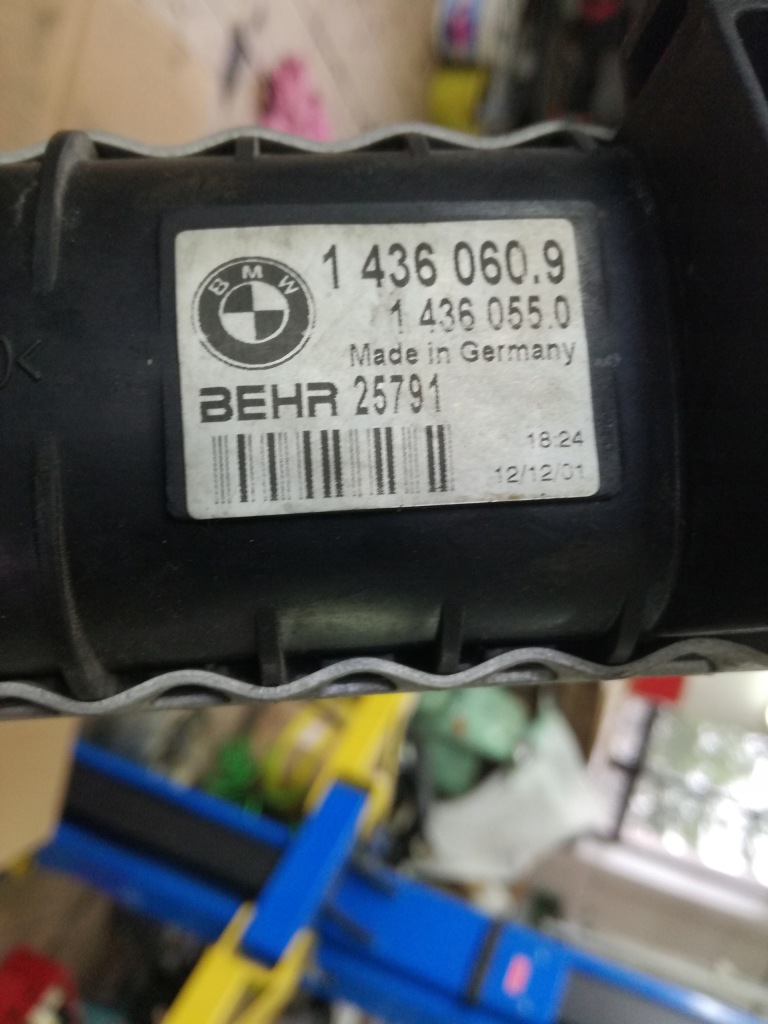 BMW
1 436 060.9
1 436 055.0
Made in Germany
BEHR 25791
18:24
12/12/01